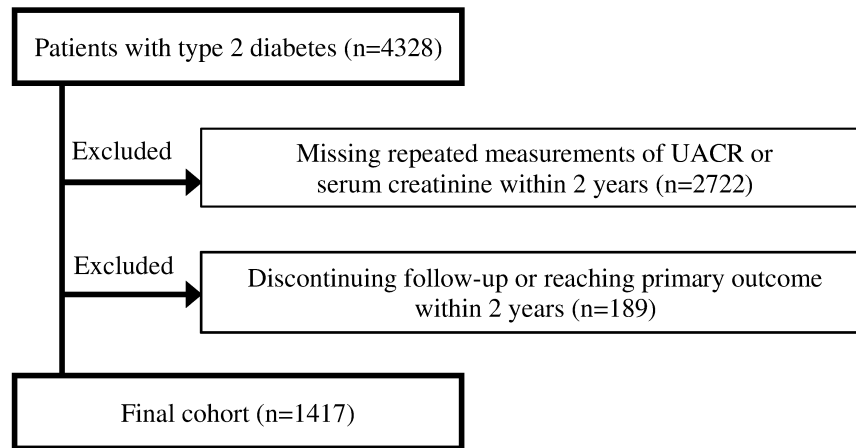 Patients with type 2 diabetes (n=4328)
Excluded
Missing repeated measurements of UACR or
serum creatinine within 2 years (n=2722)
Excluded
Discontinuing follow-up or reaching primary outcome
within 2 years (n=189)
Final cohort (n=1417)